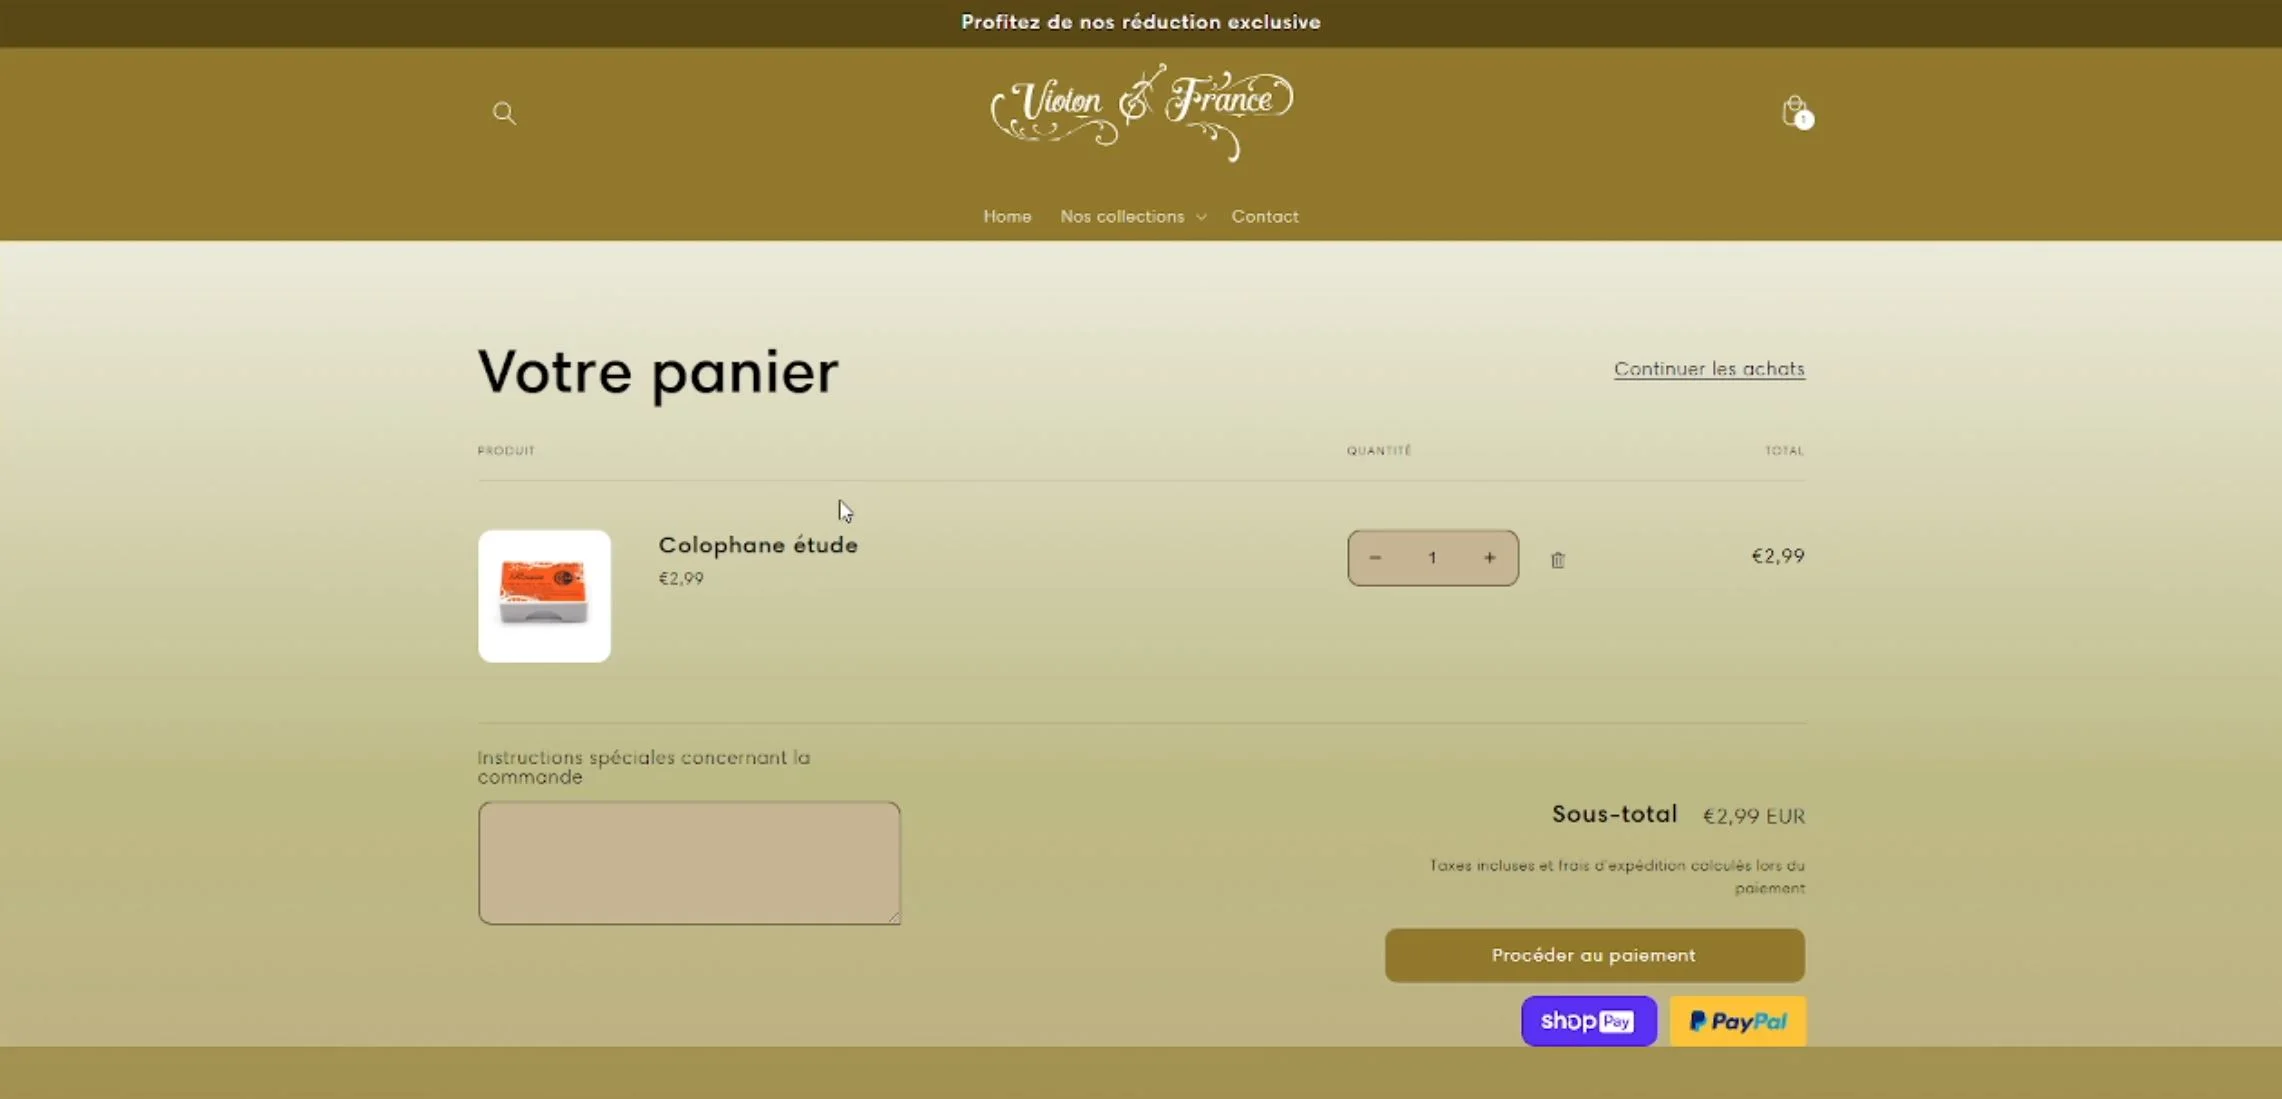 Profitez de nos réduction exclusive
Violon France
1
Home Nos collections Contact
Votre panier
Continuer les achats
PRODUIT QUANTITÉ TOTAL
Colophane étude
€2,99
− 1 +
€2,99
Instructions spéciales concernant la
commande
Sous-total €2,99 EUR
Taxes incluses et frais d'expédition calculés lors du
paiement
Procéder au paiement
shop Pay
PayPal